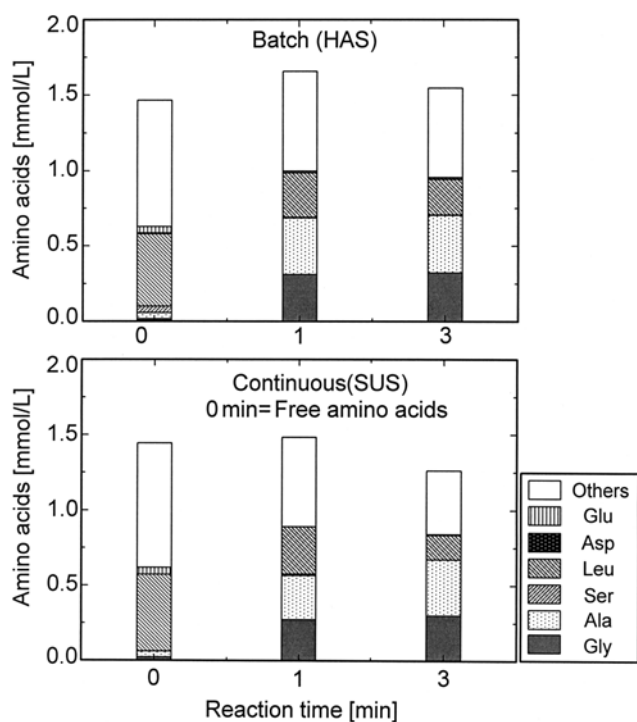 Amino acids [mmol/L]
2.0
1.5
1.0
0.5
0.0
Batch (HAS)
0 1 3
Amino acids [mmol/L]
2.0
1.5
1.0
0.5
0.0
Continuous(SUS)
0 min= Free amino acids
0 1 3
Reaction time [min]
Others
Glu
Asp
Leu
Ser
Ala
Gly